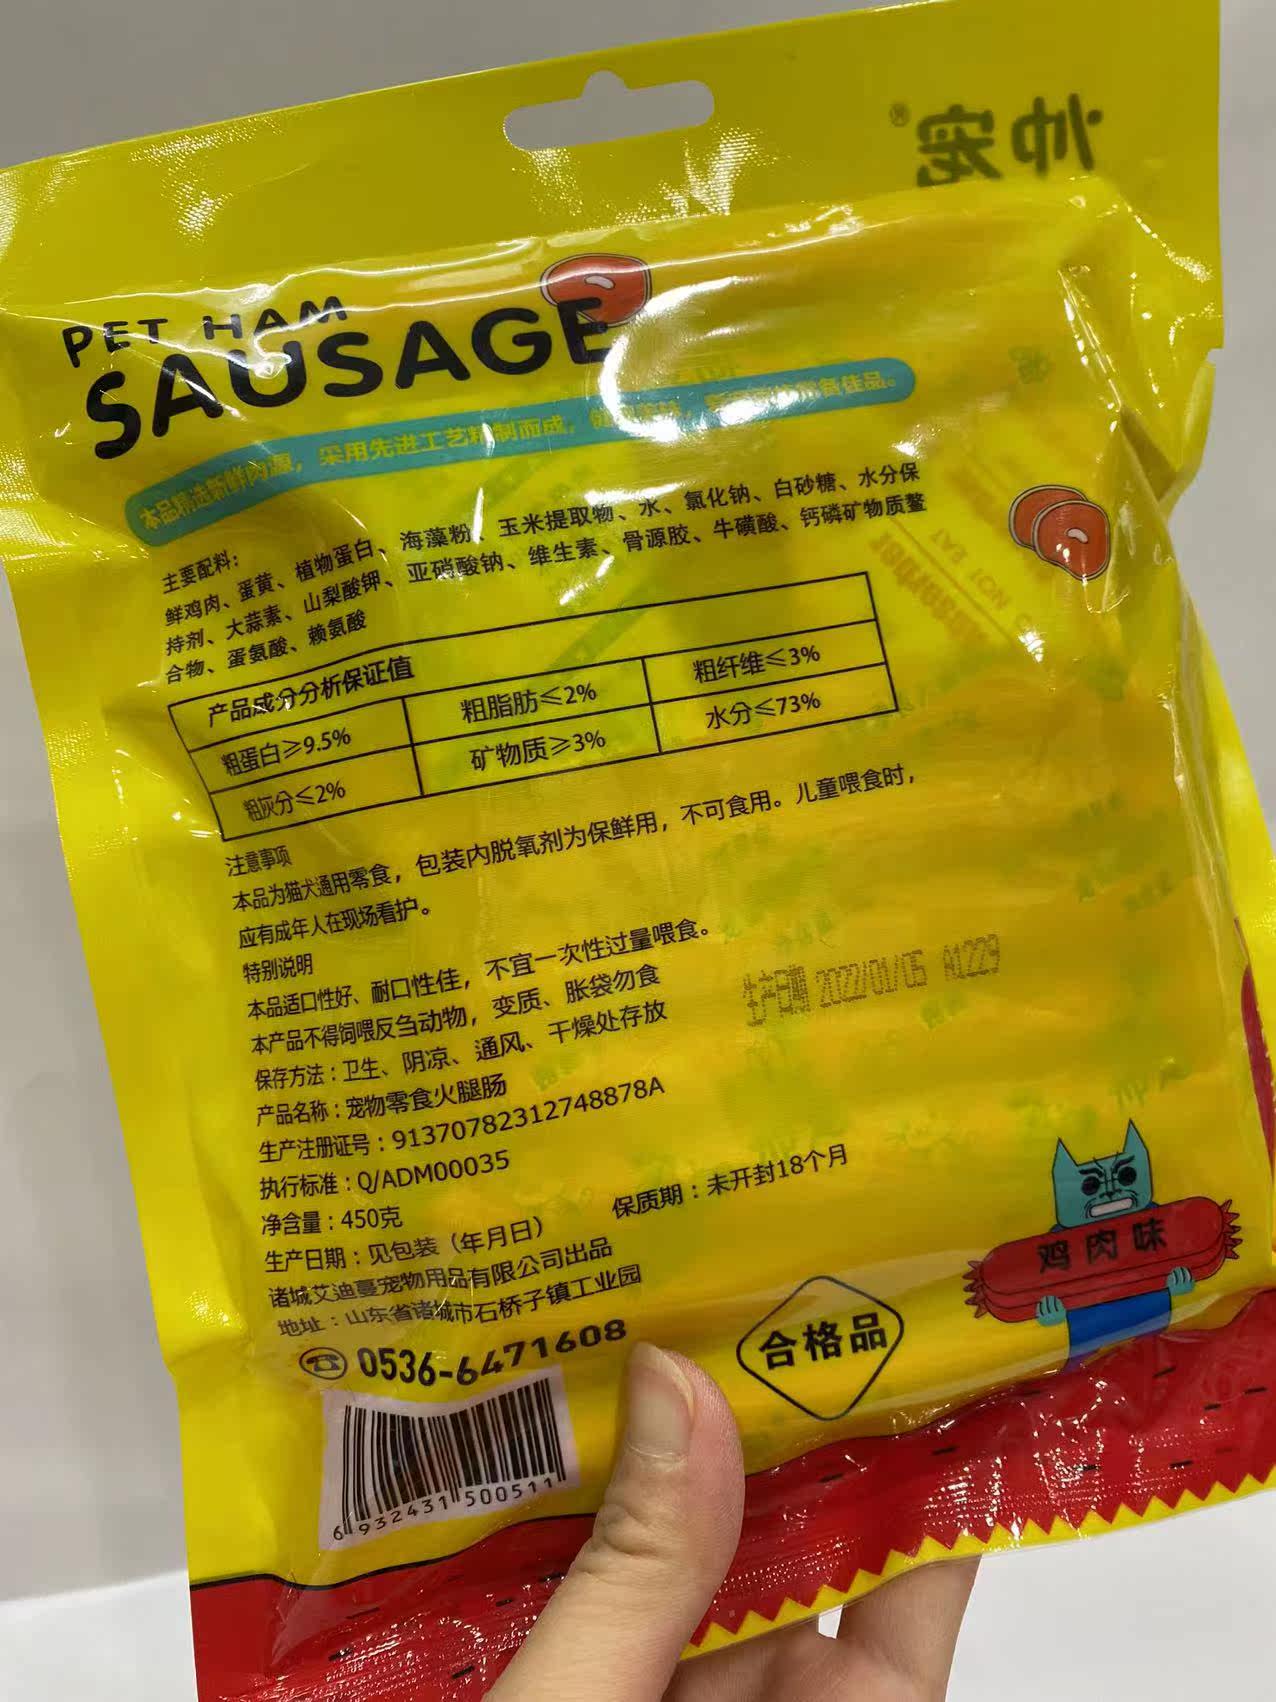 帅宠®
PET HAM
SAUSAGE
本品精选新鲜肉源，采用先进工艺精制而成，常备佳品。
主要配料：
鲜鸡肉、蛋黄、植物蛋白、海藻粉、玉米提取物、水、氯化钠、白砂糖、水分保
持剂、大蒜素、山梨酸钾、亚硝酸钠、维生素、骨源胶、牛磺酸、钙磷矿物质螯
合物、蛋氨酸、赖氨酸
产品成分分析保证值
粗蛋白≥9.5% 粗脂肪≤2% 粗纤维≤3%
粗灰分≤2% 矿物质≥3% 水分≤73%
注意事项
本品为猫犬通用零食，包装内脱氧剂为保鲜用，不可食用。儿童喂食时，
应有成年人在现场看护。
特别说明
本品适口性好、耐口性佳，不宜一次性过量喂食。
本产品不得饲喂反刍动物，变质、胀袋勿食
保存方法：卫生、阴凉、通风、干燥处存放
产品名称：宠物零食火腿肠
生产注册证号：91370782312748878A
执行标准：Q/ADM00035
净含量：450克
生产日期：见包装（年月日）
保质期：未开封18个月
诸城艾迪蔓宠物用品有限公司出品
地址：山东省诸城市石桥子镇工业园
0536-6471608
生产日期 2022/01/05 A1229
合格品
鸡肉味
6 932431 500511